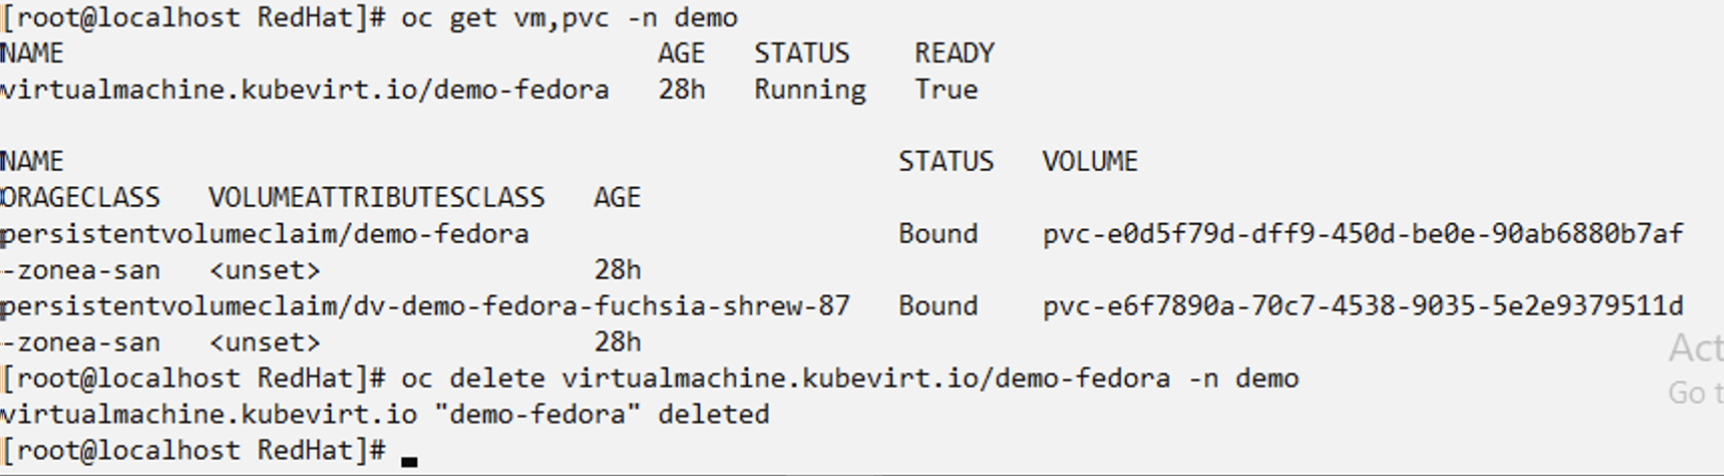 [root@localhost RedHat]# oc get vm,pvc -n demo
NAME                                     AGE   STATUS    READY
virtualmachine.kubevirt.io/demo-fedora   28h   Running   True

NAME                                                    STATUS   VOLUME
ORAGECLASS   VOLUMEATTRIBUTESCLASS   AGE
persistentvolumeclaim/demo-fedora                       Bound    pvc-e0d5f79d-dff9-450d-be0e-90ab6880b7af
-zonea-san   <unset>                 28h
persistentvolumeclaim/dv-demo-fedora-fuchsia-shrew-87   Bound    pvc-e6f7890a-70c7-4538-9035-5e2e9379511d
-zonea-san   <unset>                 28h
[root@localhost RedHat]# oc delete virtualmachine.kubevirt.io/demo-fedora -n demo
virtualmachine.kubevirt.io "demo-fedora" deleted
[root@localhost RedHat]#
Act
Go t